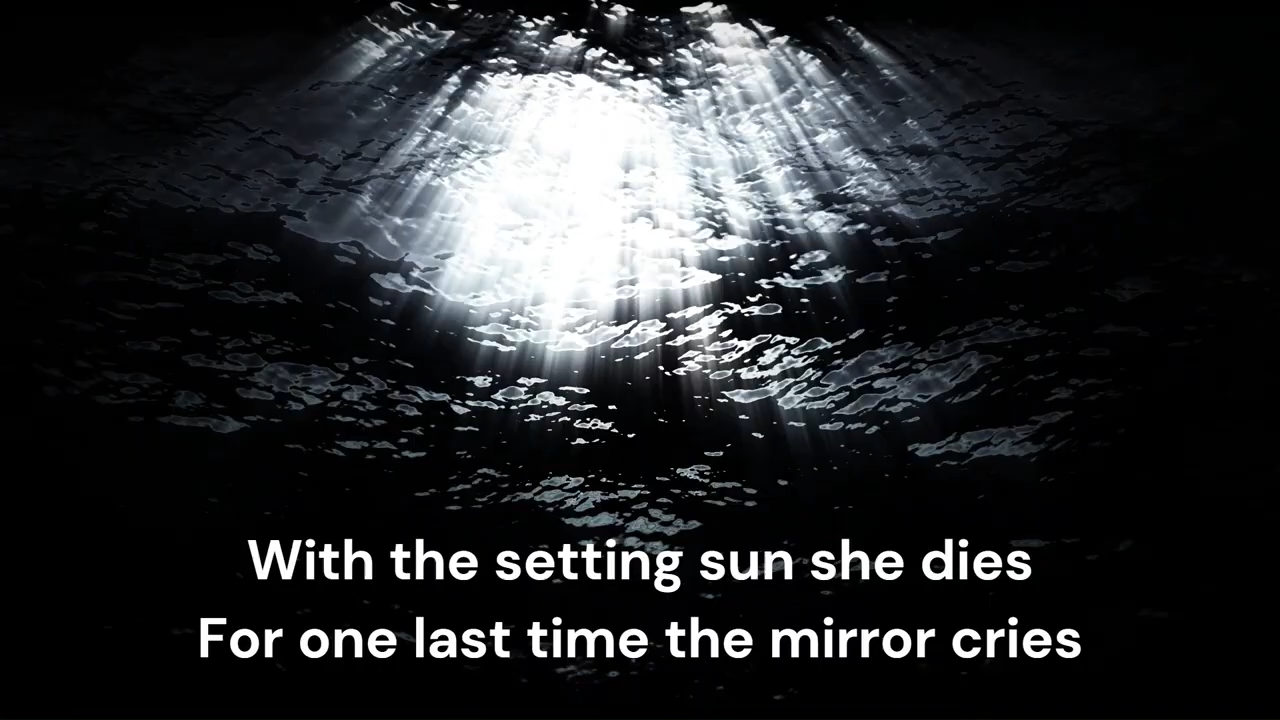 With the setting sun she dies
For one last time the mirror cries